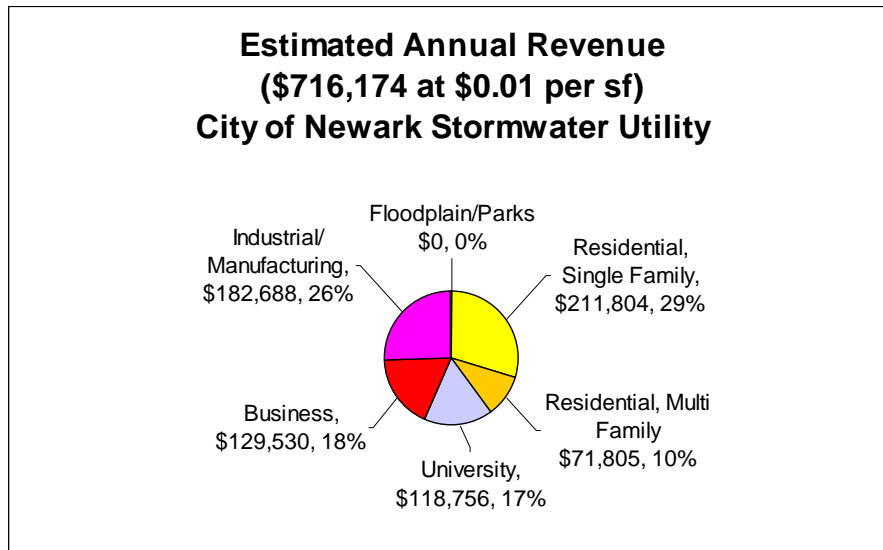 Estimated Annual Revenue
($716,174 at $0.01 per sf)
City of Newark Stormwater Utility
Floodplain/Parks
$0, 0%
Industrial/
Manufacturing,
$182,688, 26%
Residential,
Single Family,
$211,804, 29%
Business,
$129,530, 18%
Residential, Multi
Family
$71,805, 10%
University,
$118,756, 17%